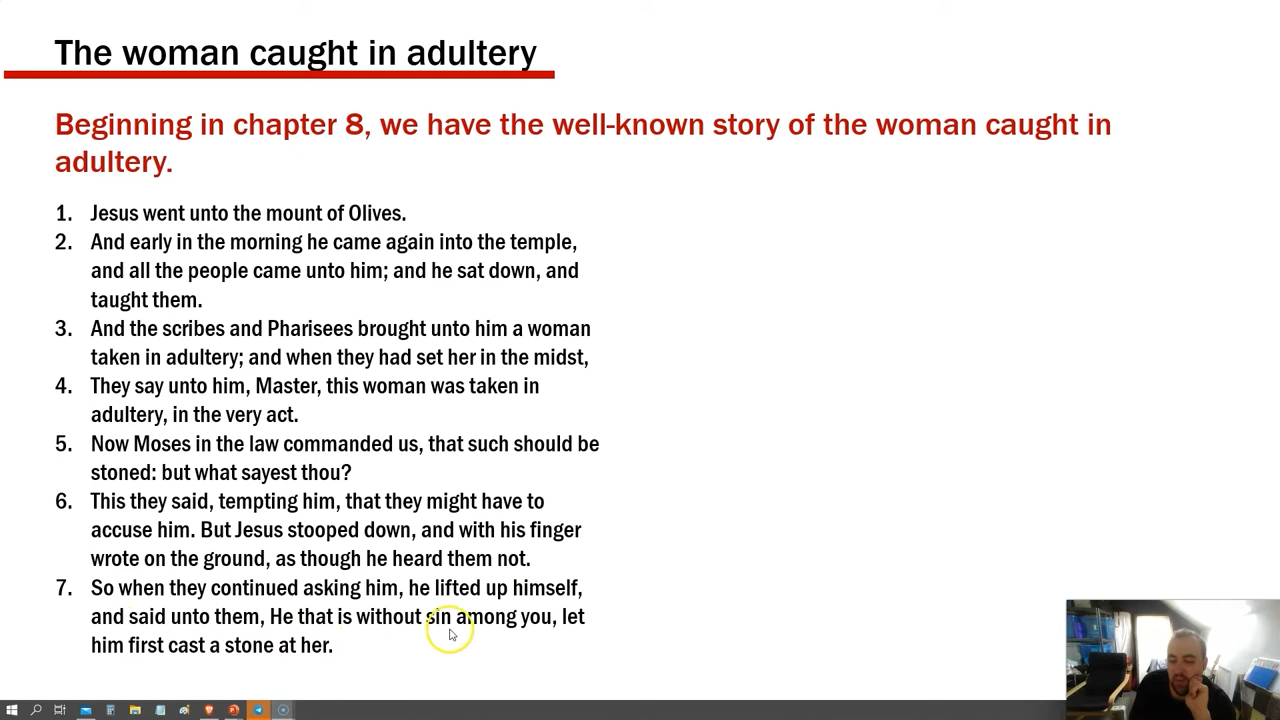 The woman caught in adultery
Beginning in chapter 8, we have the well-known story of the woman caught in
adultery.
1. Jesus went unto the mount of Olives.
2. And early in the morning he came again into the temple,
and all the people came unto him; and he sat down, and
taught them.
3. And the scribes and Pharisees brought unto him a woman
taken in adultery; and when they had set her in the midst,
4. They say unto him, Master, this woman was taken in
adultery, in the very act.
5. Now Moses in the law commanded us, that such should be
stoned: but what sayest thou?
6. This they said, tempting him, that they might have to
accuse him. But Jesus stooped down, and with his finger
wrote on the ground, as though he heard them not.
7. So when they continued asking him, he lifted up himself,
and said unto them, He that is without sin among you, let
him first cast a stone at her.